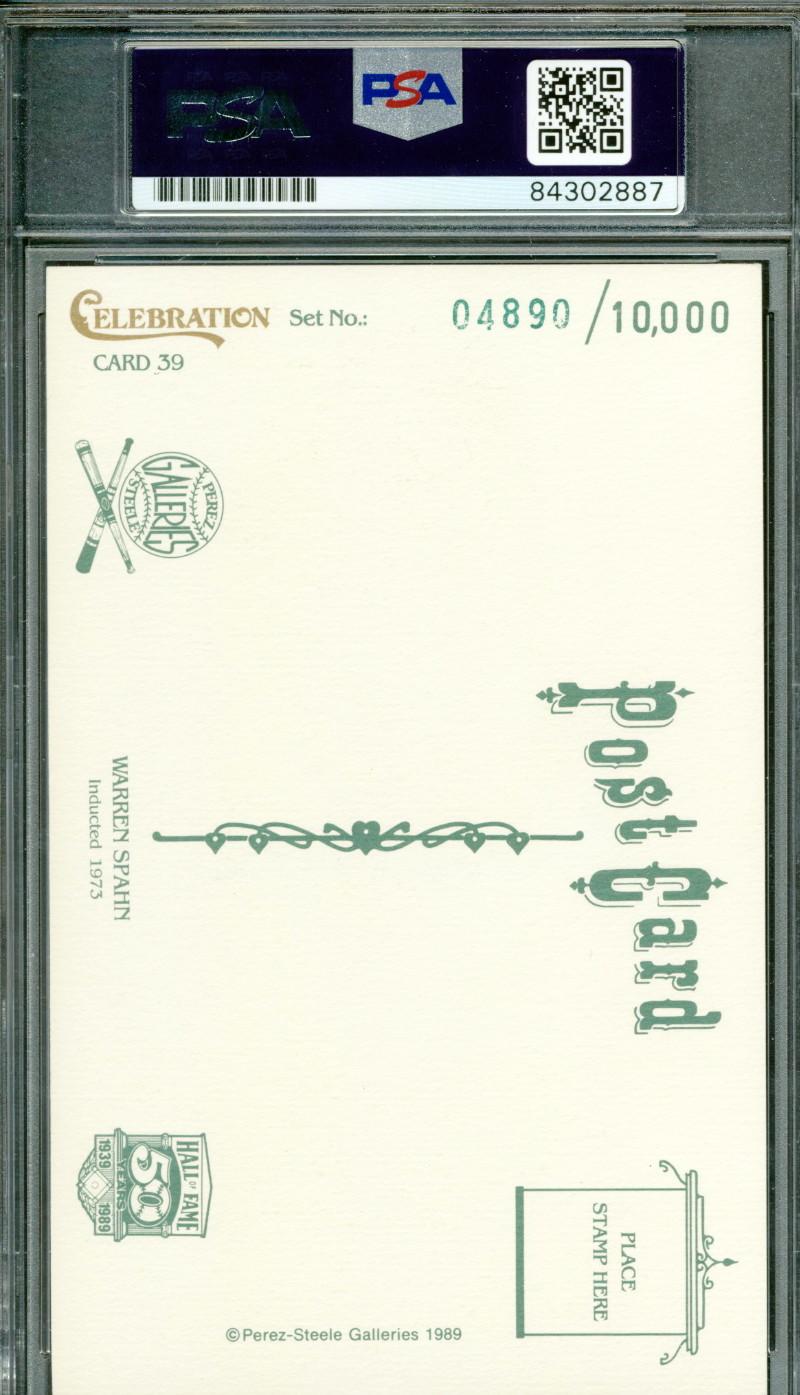 PSA
PSA
84302887
CELEBRATION Set No.: 04890 / 10,000
CARD 39
PEREZ
GALLERIES
STEELE
Post Card
WARREN SPAHN
Inducted 1973
HALL OF FAME
50
YEARS
1939 1989
PLACE
STAMP HERE
©Perez-Steele Galleries 1989